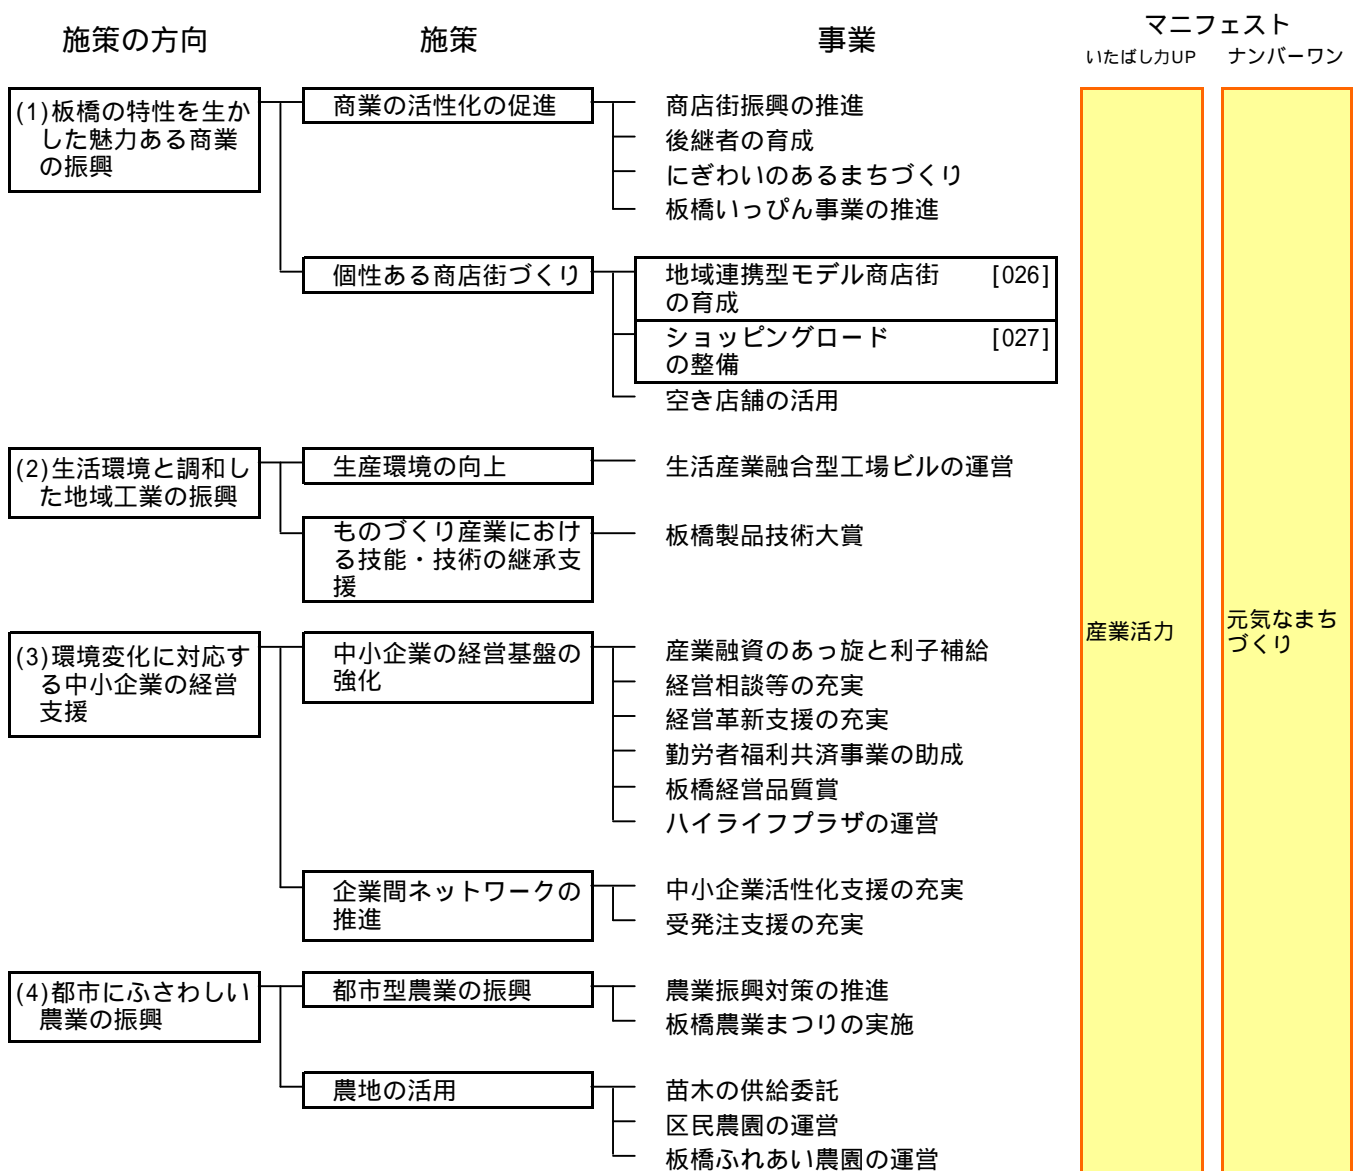 施策の方向
施策
事業
マニフェスト
いたばし力UP
ナンバーワン
(1)板橋の特性を生か
した魅力ある商業
の振興
商業の活性化の促進
商店街振興の推進
後継者の育成
にぎわいのあるまちづくり
板橋いっぴん事業の推進
個性ある商店街づくり
地域連携型モデル商店街 [026]
の育成
ショッピングロード [027]
の整備
空き店舗の活用
(2)生活環境と調和し
た地域工業の振興
生産環境の向上
生活産業融合型工場ビルの運営
ものづくり産業におけ
る技能・技術の継承支
援
板橋製品技術大賞
(3)環境変化に対応す
る中小企業の経営
支援
中小企業の経営基盤の
強化
産業融資のあっ旋と利子補給
経営相談等の充実
経営革新支援の充実
勤労者福利共済事業の助成
板橋経営品質賞
ハイライフプラザの運営
企業間ネットワークの
推進
中小企業活性化支援の充実
受発注支援の充実
(4)都市にふさわしい
農業の振興
都市型農業の振興
農業振興対策の推進
板橋農業まつりの実施
農地の活用
苗木の供給委託
区民農園の運営
板橋ふれあい農園の運営
産業活力
元気なまち
づくり